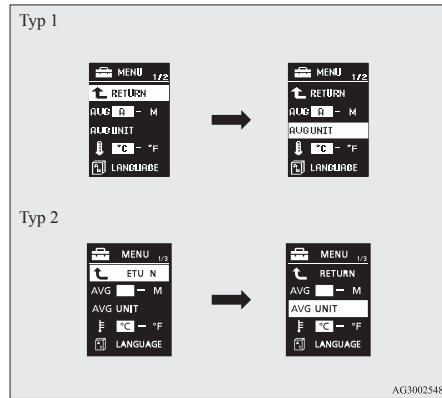 Typ 1
MENU 1/2
RETURN
AVG A - M
AVG UNIT
°C - °F
LANGUAGE
MENU 1/2
RETURN
AVG A - M
AVG UNIT
°C - °F
LANGUAGE
Typ 2
MENU 1/3
ETU N
AVG - M
AVG UNIT
°C - °F
LANGUAGE
MENU 1/3
RETURN
AVG - M
AVG UNIT
°C - °F
LANGUAGE
AG3002548